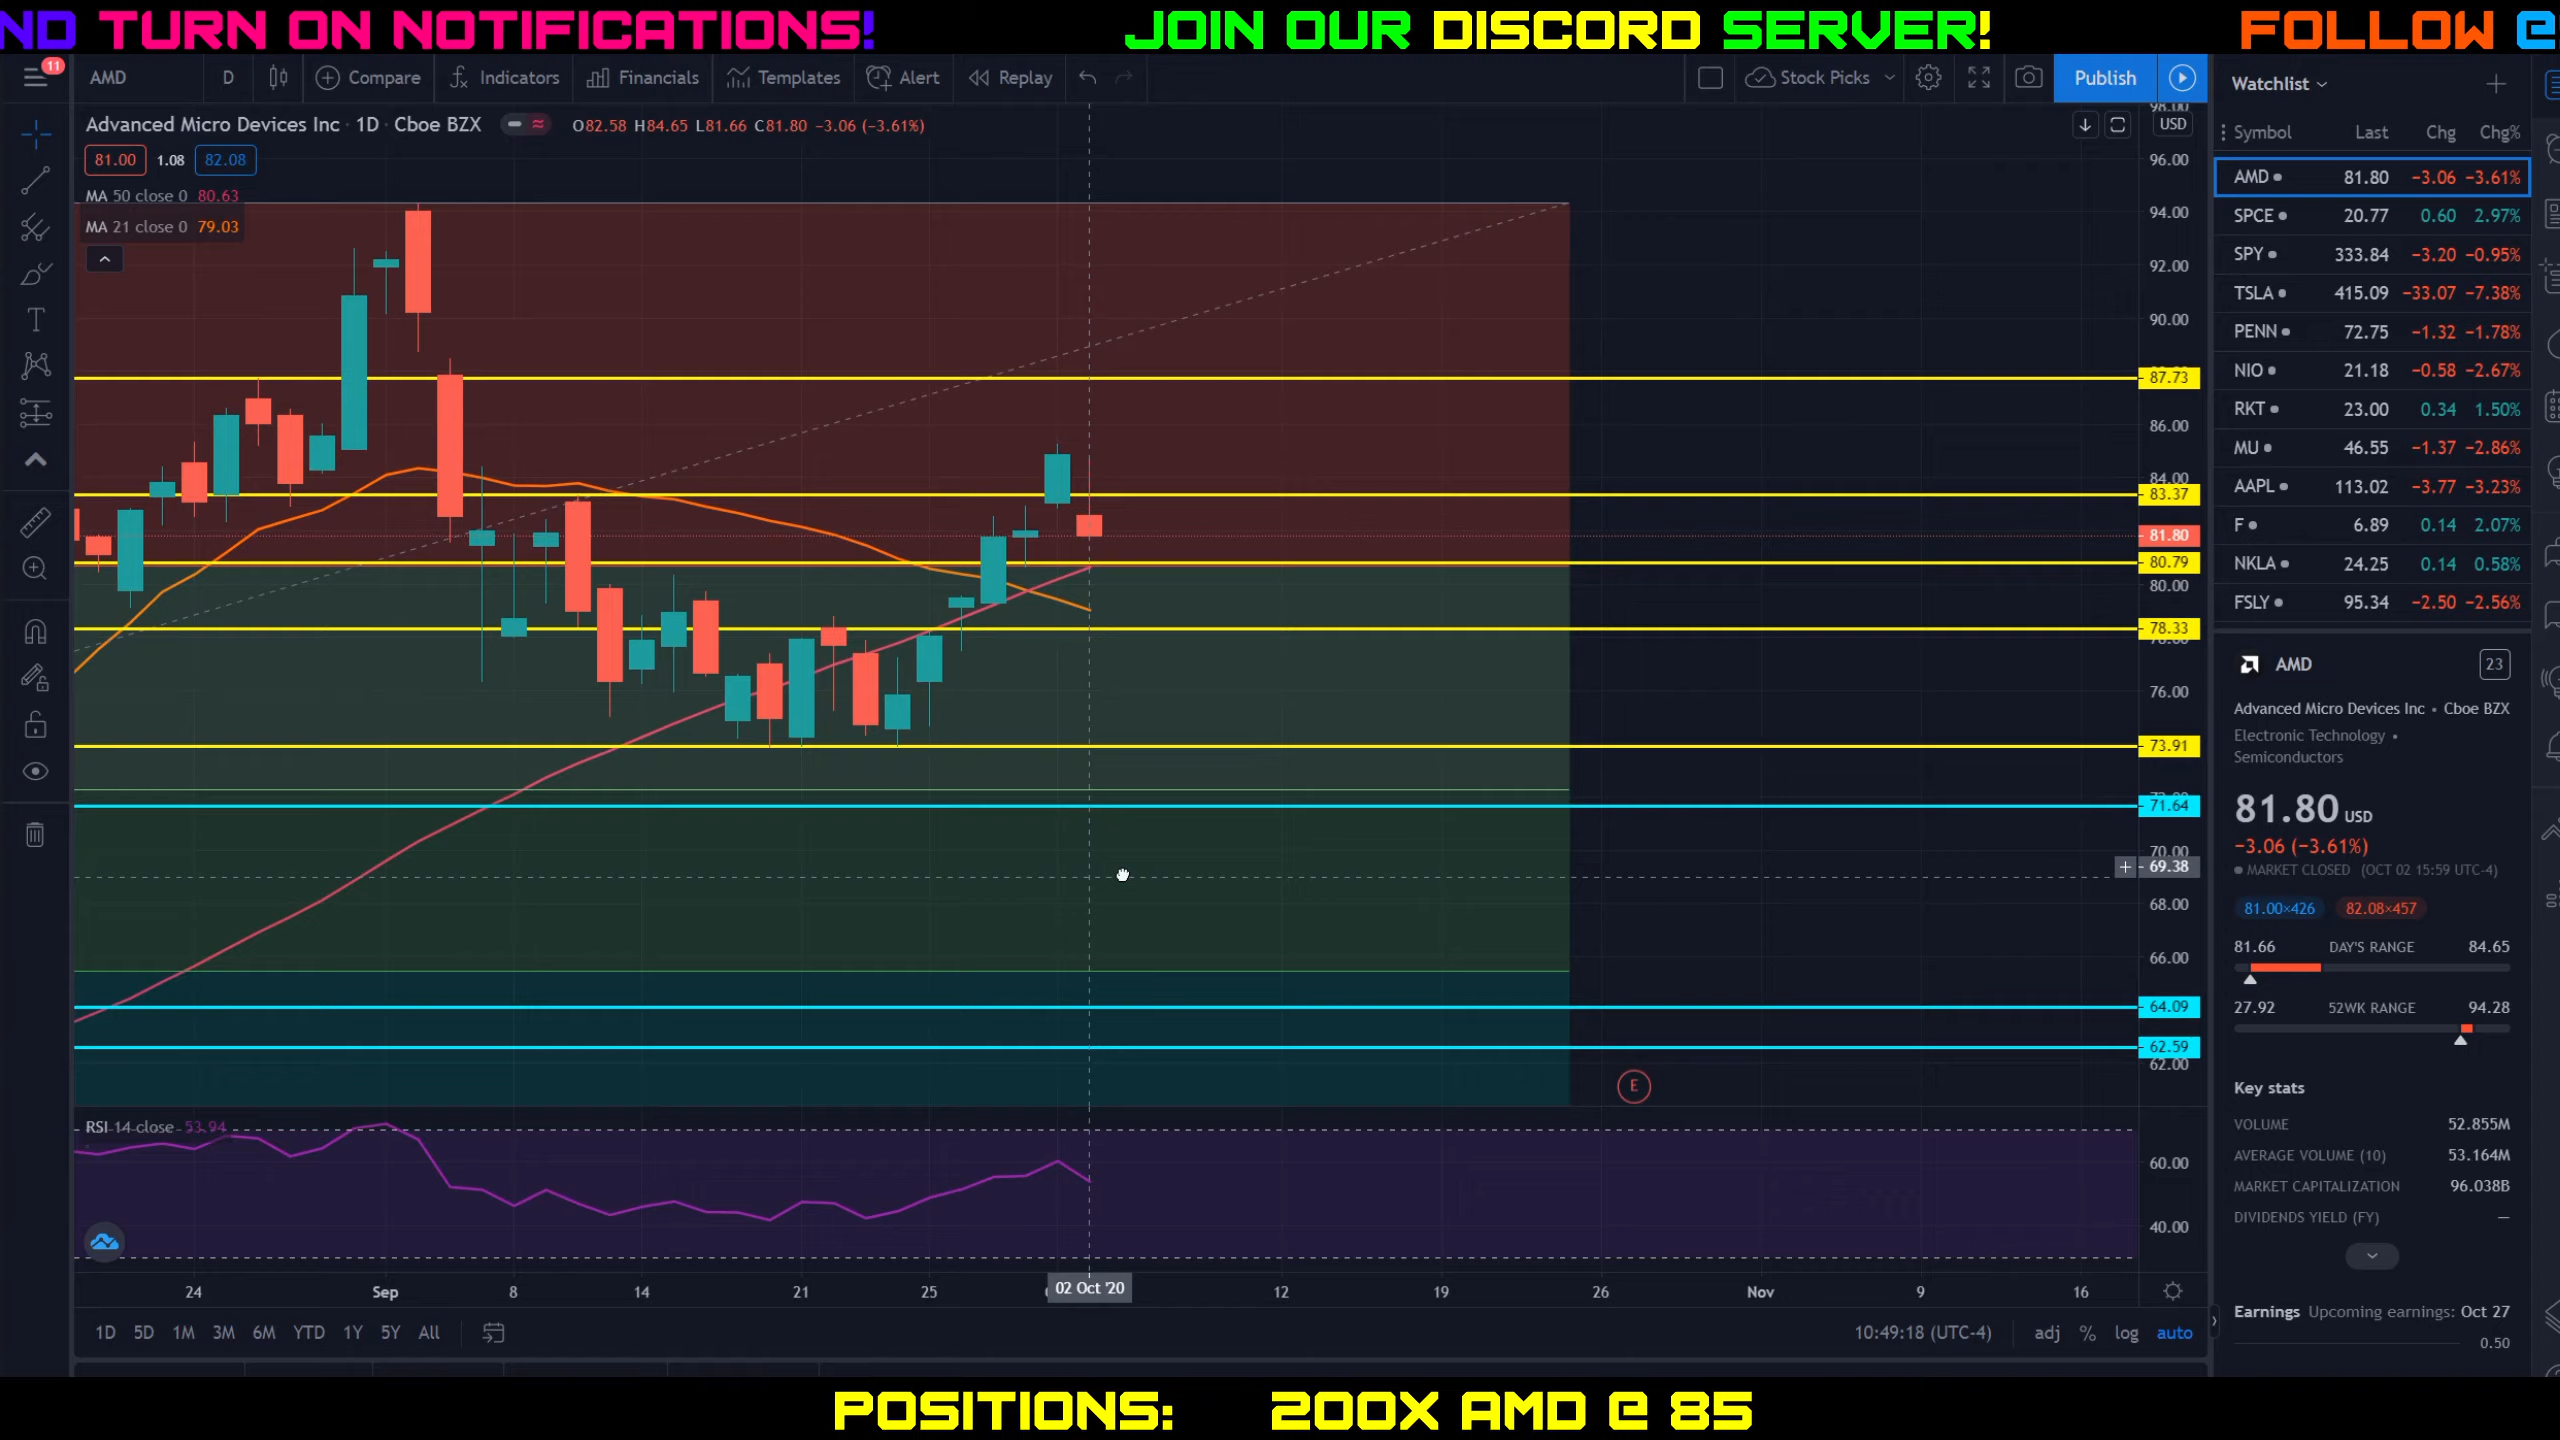 ND TURN ON NOTIFICATIONS! JOIN OUR DISCORD SERVER! FOLLOW @
11 AMD D Compare Indicators Financials Templates Alert Replay Stock Picks Publish
Advanced Micro Devices Inc · 1D · Cboe BZX O82.58 H84.65 L81.66 C81.80 −3.06 (−3.61%)
81.00 1.08 82.08
MA 50 close 0 80.63
MA 21 close 0 79.03
USD
98.00
96.00
94.00
92.00
90.00
87.73
86.00
84.00
83.37
81.80
80.79
80.00
78.33
78.00
76.00
73.91
71.64
70.00
69.38
68.00
66.00
64.09
62.59
62.00
E
RSI 14 close 53.94
60.00
40.00
24 Sep 8 14 21 25 02 Oct '20 12 19 26 Nov 9 16
1D 5D 1M 3M 6M YTD 1Y 5Y All 10:49:18 (UTC-4) adj % log auto
Watchlist
Symbol Last Chg Chg%
AMD 81.80 −3.06 −3.61%
SPCE 20.77 0.60 2.97%
SPY 333.84 −3.20 −0.95%
TSLA 415.09 −33.07 −7.38%
PENN 72.75 −1.32 −1.78%
NIO 21.18 −0.58 −2.67%
RKT 23.00 0.34 1.50%
MU 46.55 −1.37 −2.86%
AAPL 113.02 −3.77 −3.23%
F 6.89 0.14 2.07%
NKLA 24.25 0.14 0.58%
FSLY 95.34 −2.50 −2.56%
AMD 23
Advanced Micro Devices Inc • Cboe BZX
Electronic Technology •
Semiconductors
81.80 USD
−3.06 (−3.61%)
MARKET CLOSED (OCT 02 15:59 UTC-4)
81.00×426 82.08×457
81.66 DAY'S RANGE 84.65
27.92 52WK RANGE 94.28
Key stats
VOLUME 52.855M
AVERAGE VOLUME (10) 53.164M
MARKET CAPITALIZATION 96.038B
DIVIDENDS YIELD (FY) —
Earnings Upcoming earnings: Oct 27
0.50
POSITIONS: 200X AMD @ 85